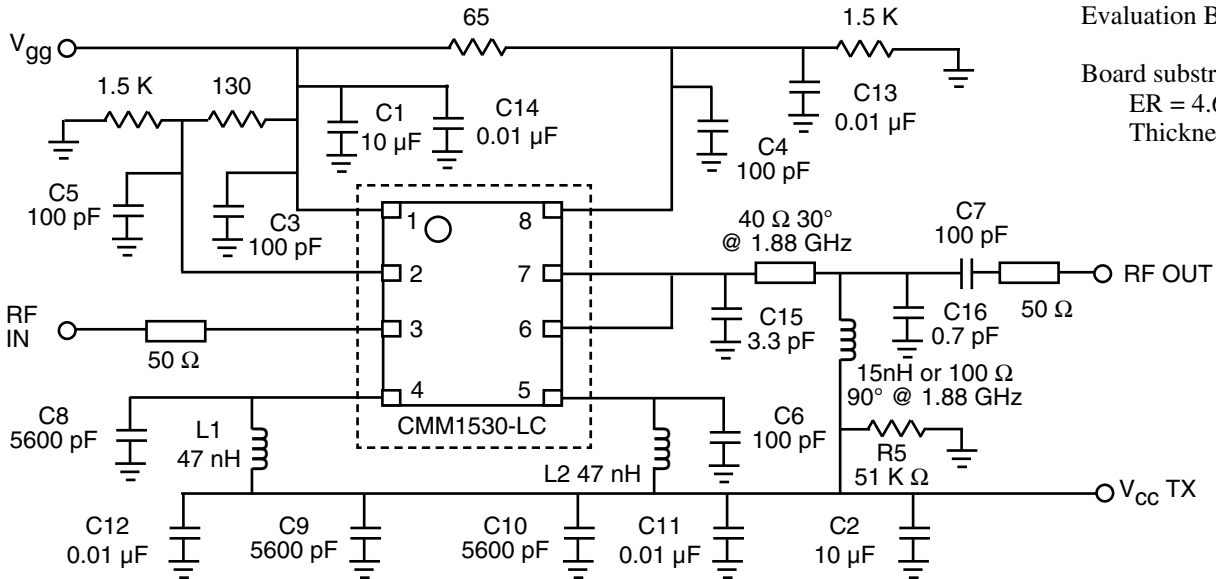 V_gg
65
1.5 K
1.5 K
130
C1
10 µF
C14
0.01 µF
C13
0.01 µF
C4
100 pF
C5
100 pF
C3
100 pF
1
2
3
4
8
7
6
5
CMM1530-LC
RF
IN
50 Ω
40 Ω 30°
@ 1.88 GHz
C7
100 pF
RF OUT
50 Ω
C15
3.3 pF
C16
0.7 pF
15nH or 100 Ω
90° @ 1.88 GHz
R5
51 K Ω
C8
5600 pF
L1
47 nH
L2 47 nH
C6
100 pF
V_CC TX
C12
0.01 µF
C9
5600 pF
C10
5600 pF
C11
0.01 µF
C2
10 µF
Evaluation B
Board substr
ER = 4.6
Thickne